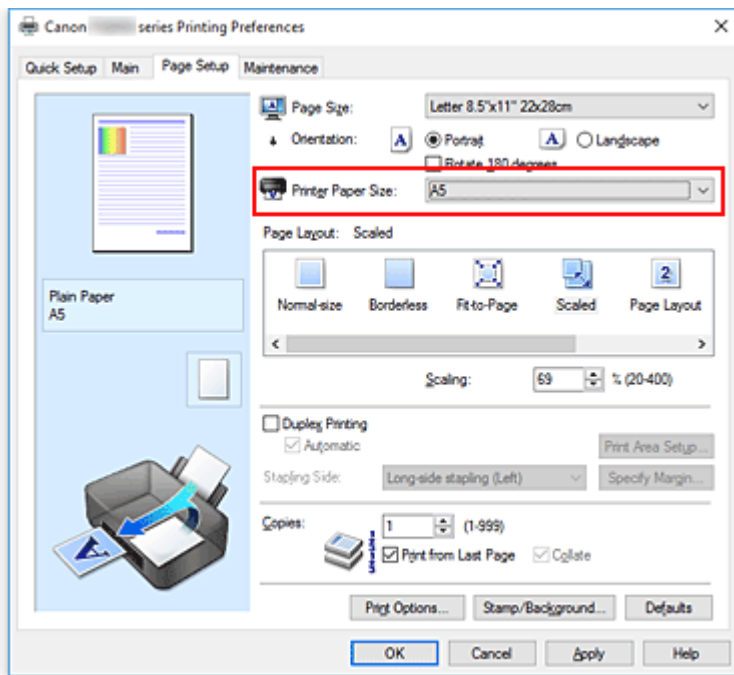 Canon series Printing Preferences
Quick Setup Main Page Setup Maintenance
Page Size: Letter 8.5"x11" 22x28cm
Orientation: A Portrait A Landscape
Rotate 180 degrees
Printer Paper Size: A5
Page Layout: Scaled
Normal-size Borderless Fit-to-Page Scaled Page Layout
Plain Paper
A5
Scaling: 69 % (20-400)
Duplex Printing
Automatic Print Area Setup...
Stapling Side: Long-side stapling (Left) Specify Margin...
Copies: 1 (1-999)
Print from Last Page Collate
Print Options... Stamp/Background... Defaults
OK Cancel Apply Help